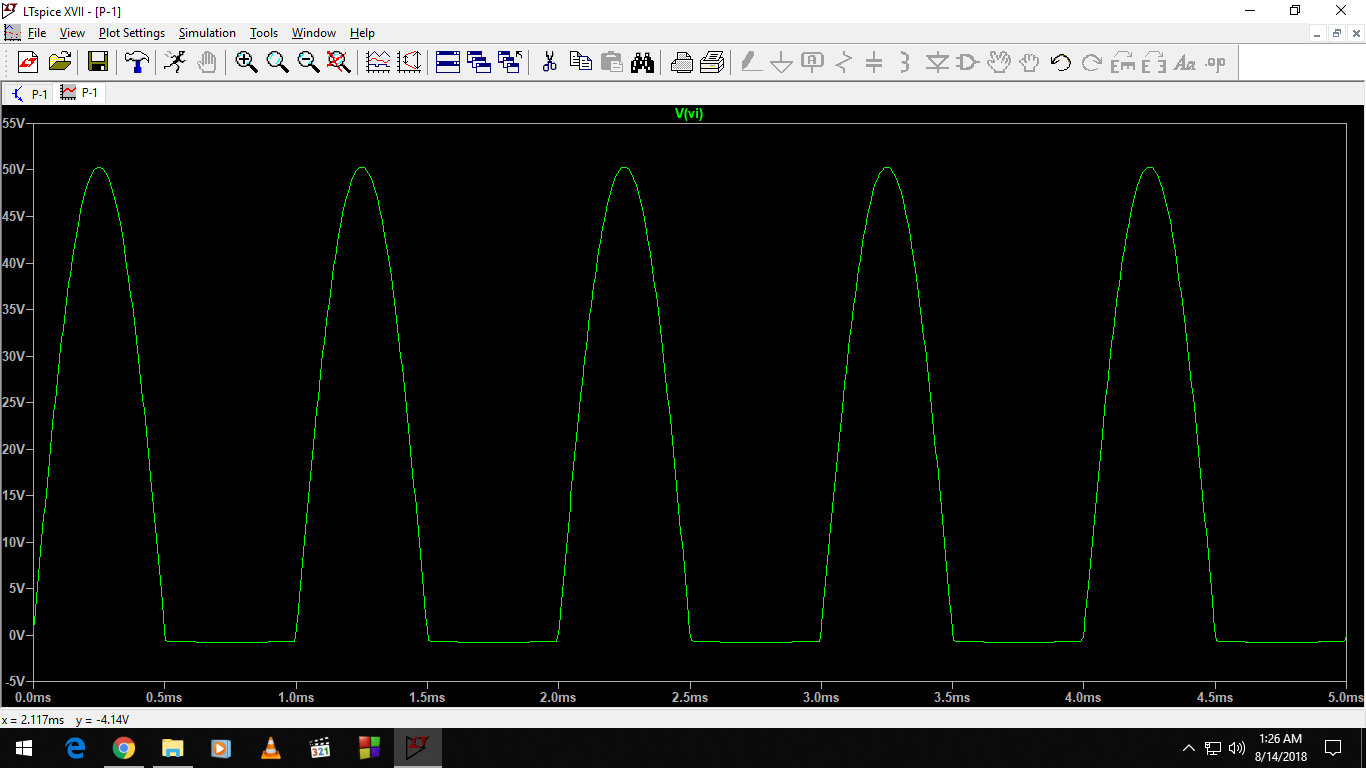 LTspice XVII - [P-1]
File View Plot Settings Simulation Tools Window Help
P-1 P-1
V(vi)
55V
50V
45V
40V
35V
30V
25V
20V
15V
10V
5V
0V
-5V
0.0ms 0.5ms 1.0ms 1.5ms 2.0ms 2.5ms 3.0ms 3.5ms 4.0ms 4.5ms 5.0ms
x = 2.117ms y = -4.14V
321
1:26 AM
8/14/2018